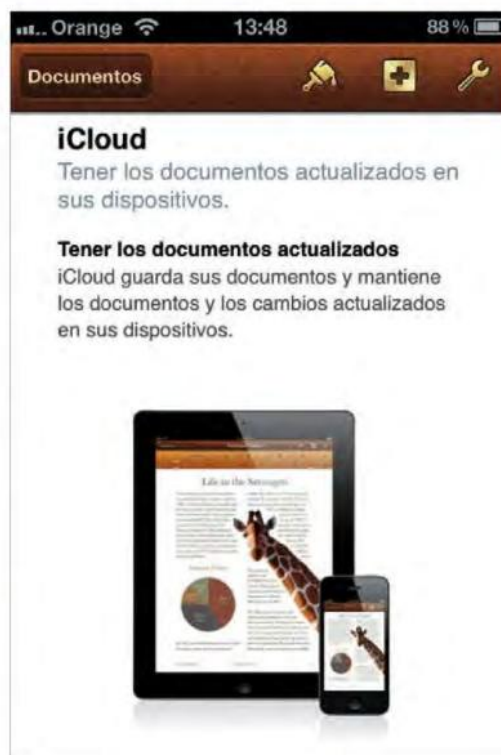 Orange 13:48 88 %
Documentos
iCloud
Tener los documentos actualizados en
sus dispositivos.
Tener los documentos actualizados
iCloud guarda sus documentos y mantiene
los documentos y los cambios actualizados
en sus dispositivos.
Life in the